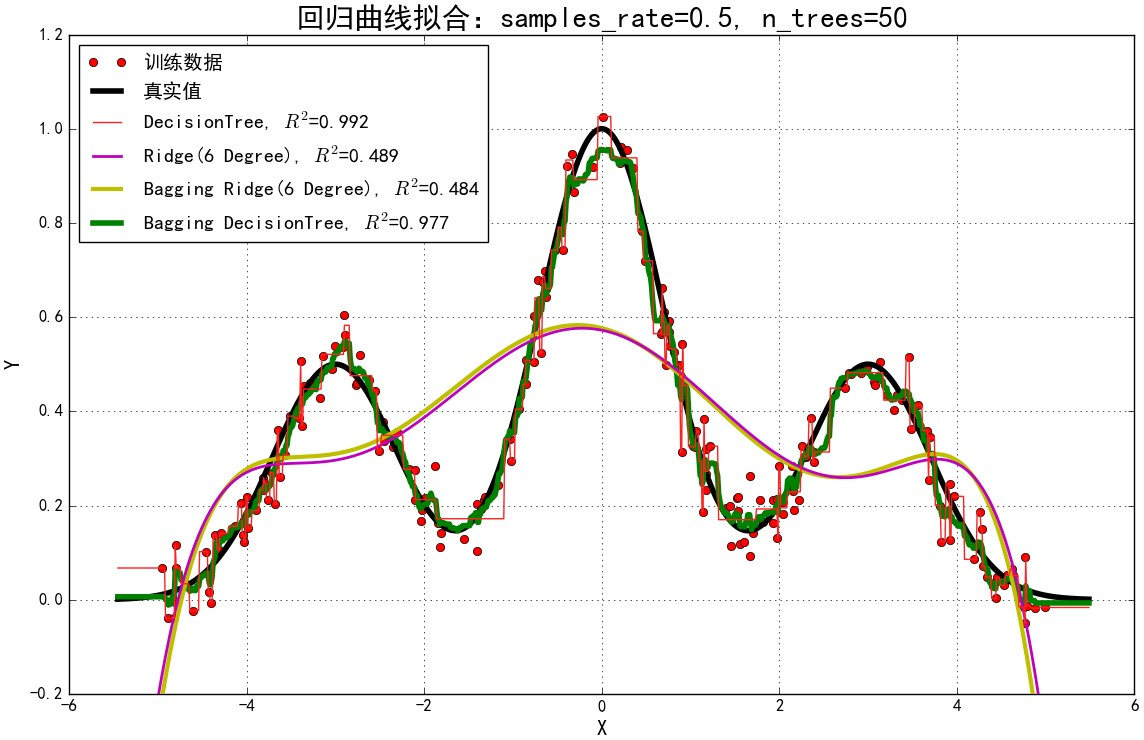 回归曲线拟合：samples_rate=0.5, n_trees=50
训练数据
真实值
DecisionTree, R²=0.992
Ridge(6 Degree), R²=0.489
Bagging Ridge(6 Degree), R²=0.484
Bagging DecisionTree, R²=0.977
1.2
1.0
0.8
0.6
0.4
0.2
0.0
-0.2
Y
-6 -4 -2 0 2 4 6
X